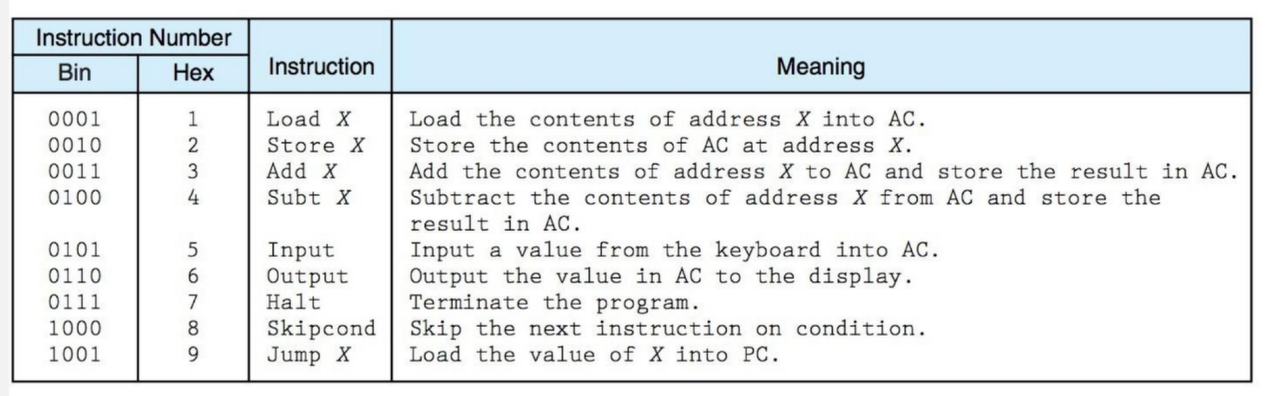 Instruction Number
Bin Hex Instruction Meaning
0001 1 Load X Load the contents of address X into AC.
0010 2 Store X Store the contents of AC at address X.
0011 3 Add X Add the contents of address X to AC and store the result in AC.
0100 4 Subt X Subtract the contents of address X from AC and store the
result in AC.
0101 5 Input Input a value from the keyboard into AC.
0110 6 Output Output the value in AC to the display.
0111 7 Halt Terminate the program.
1000 8 Skipcond Skip the next instruction on condition.
1001 9 Jump X Load the value of X into PC.